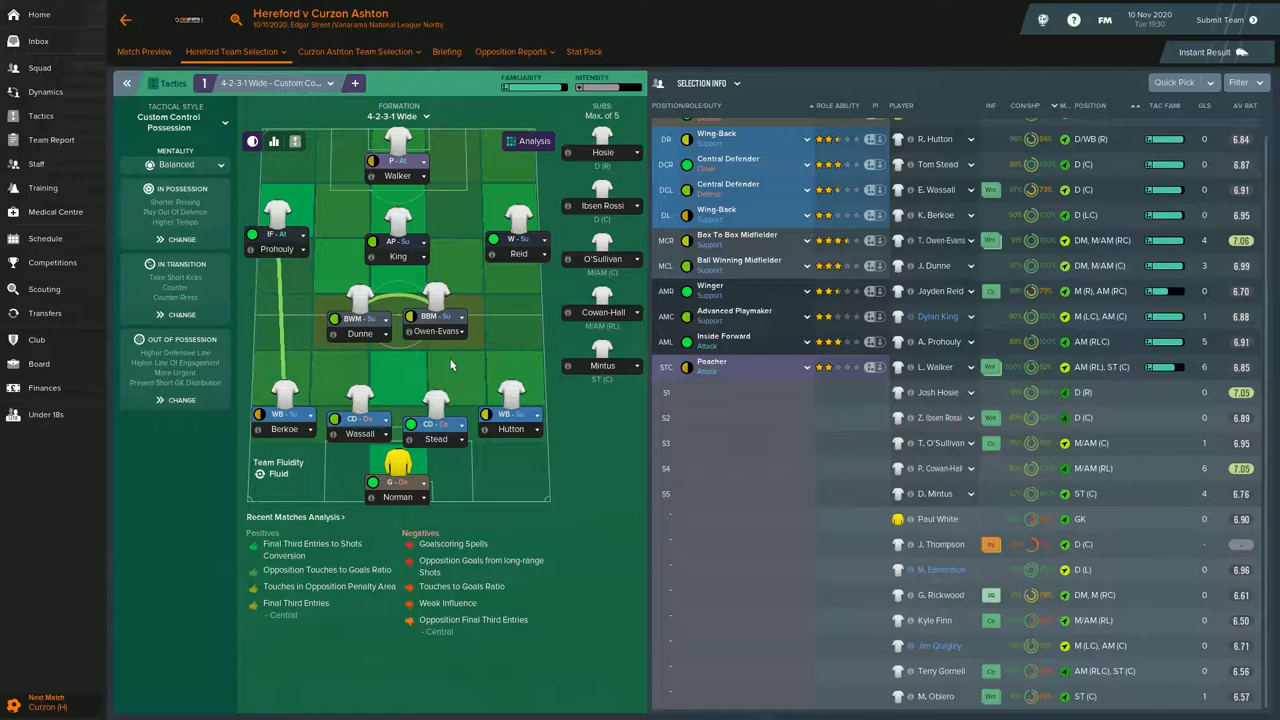 Home
Inbox
Squad
Dynamics
Tactics
Team Report
Staff
Training
Medical Centre
Schedule
Competitions
Scouting
Transfers
Club
Board
Finances
Under 18s
Next Match
Curzon (H)
Hereford v Curzon Ashton
10/11/2020, Edgar Street (Vanarama National League North)
FM
10 Nov 2020
Tue 19:30
Submit Team
Match Preview
Hereford Team Selection
Curzon Ashton Team Selection
Briefing
Opposition Reports
Stat Pack
Instant Result
Tactics
1
4-2-3-1 Wide - Custom Co...
FAMILIARITY
INTENSITY
TACTICAL STYLE
Custom Control
Possession
MENTALITY
Balanced
IN POSSESSION
Shorter Passing
Play Out Of Defence
Higher Tempo
CHANGE
IN TRANSITION
Take Short Kicks
Counter
Counter-Press
CHANGE
OUT OF POSSESSION
Higher Defensive Line
Higher Line Of Engagement
More Urgent
Prevent Short GK Distribution
CHANGE
FORMATION
4-2-3-1 Wide
Analysis
P - At
Walker
IF - At
Prohouly
AP - Su
King
W - Su
Reid
BWM - Su
Dunne
BBM - Su
Owen-Evans
WB - Su
Berkoe
CD - De
Wassall
CD - Co
Stead
WB - Su
Hutton
G - De
Norman
Team Fluidity
Fluid
Recent Matches Analysis >
Positives
Final Third Entries to Shots
Conversion
Opposition Touches to Goals Ratio
Touches in Opposition Penalty Area
Final Third Entries
- Central
Negatives
Goalscoring Spells
Opposition Goals from long-range
Shots
Touches to Goals Ratio
Weak Influence
Opposition Final Third Entries
- Central
SUBS:
Max. of 5
Hosie
D (R)
Ibsen Rossi
D (C)
O'Sullivan
M/AM (C)
Cowan-Hall
M/AM (RL)
Mintus
ST (C)
SELECTION INFO
Quick Pick
Filter
POSITION/ROLE/DUTY ROLE ABILITY PI PLAYER INF CON/SHP M... POSITION TAC FAMI GLS AV RAT
DR Wing-Back Support R. Hutton D/WB (R) 0 6.84
DCR Central Defender Cover Tom Stead D (C) 0 6.87
DCL Central Defender Defend E. Wassall Wnt 97% 73% D (C) 0 6.91
DL Wing-Back Support K. Berkoe D (LC) 0 6.95
MCR Box To Box Midfielder Support T. Owen-Evans Wnt DM, M/AM (RC) 0 7.06
MCL Ball Winning Midfielder Support J. Dunne DM, M/AM (RC) 0 6.99
AMR Winger Support Jayden Reid M (R), AM (RC) 0 6.70
AMC Advanced Playmaker Support Dylan King M (LC), AM (C) 0 6.88
AML Inside Forward Attack A. Prohouly AM (RLC) 5 6.91
STC Poacher Attack L. Walker Wnt AM (RL), ST (C) 6 6.85
S1 Josh Hosie D (R) 0 7.05
S2 Z. Ibsen Rossi Wnt D (C) 0 6.89
S3 T. O'Sullivan M/AM (C) 1 6.95
S4 P. Cowan-Hall M/AM (RL) 6 7.05
S5 D. Mintus ST (C) 4 6.76
- Paul White GK 0 6.90
- J. Thompson Inj D (C) - -
- M. Edmondson D (L) 0 6.96
- G. Rickwood DM, M (RC) 0 6.61
- Kyle Finn M/AM (RL) 0 6.50
- Jim Quigley M (LC), AM (C) 0 6.71
- Terry Gornell AM (RLC), ST (C) 0 6.56
- M. Obiero Wnt ST (C) 1 6.57